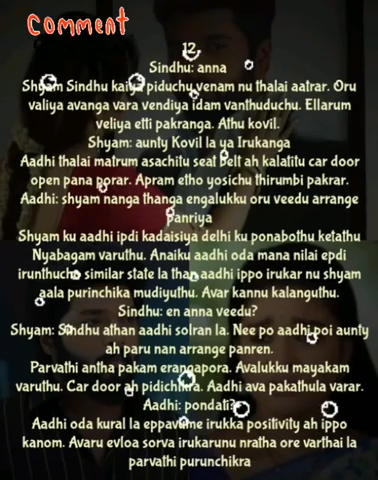 comment
12
Sindhu: anna
Shyam Sindhu kaiya piduchu venam nu thalai aatrar. Oru
valiya avanga vara vendiya idam vanthuduchu. Ellarum
veliya etti pakranga. Athu kovil.
Shyam: aunty Kovil la ya Irukanga
Aadhi thalai matrum asachitu seat belt ah kalatitu car door
open pana porar. Apram etho yosichu thirumbi pakrar.
Aadhi: shyam nanga thanga engalukku oru veedu arrange
panriya
Shyam ku aadhi ipdi kadaisiya delhi ku ponabothu ketathu
Nyabagam varuthu. Anaiku aadhi oda mana nilai epdi
irunthucho similar state la than aadhi ippo irukar nu shyam
aala purinchika mudiyuthu. Avar kannu kalanguthu.
Sindhu: en anna veedu?
Shyam: Sindhu athan aadhi solran la. Nee po aadhi poi aunty
ah paru nan arrange panren.
Parvathi antha pakam erangapora. Avalukku mayakam
varuthu. Car door ah pidichikra. Aadhi ava pakathula varar.
Aadhi: pondati?
Aadhi oda kural la eppavume irukka positivity ah ippo
kanom. Avaru evloa sorva irukarunu nratha ore varthai la
parvathi purunchikra